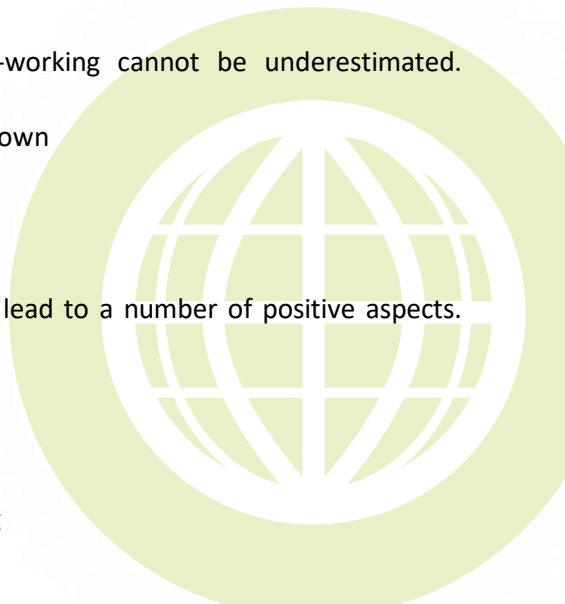 -working cannot be underestimated.
own
lead to a number of positive aspects.